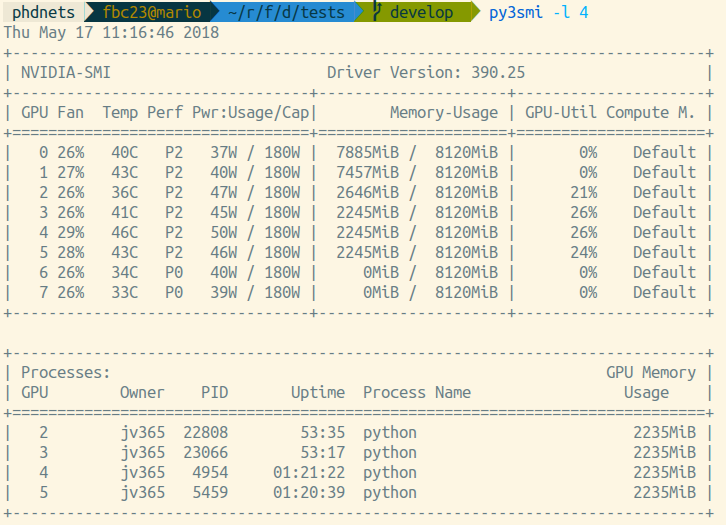 phdnets fbc23@mario ~/r/f/d/tests develop py3smi -l 4
Thu May 17 11:16:46 2018
+-----------------------------------------------------------------------------+
| NVIDIA-SMI                        Driver Version: 390.25                    |
+---------------------------------+---------------------+---------------------+
| GPU Fan  Temp Perf Pwr:Usage/Cap|        Memory-Usage | GPU-Util Compute M. |
+=================================+=====================+=====================+
|   0 26%   40C   P2   37W / 180W |  7885MiB /  8120MiB |       0%    Default |
|   1 27%   43C   P2   40W / 180W |  7457MiB /  8120MiB |       0%    Default |
|   2 26%   36C   P2   47W / 180W |  2646MiB /  8120MiB |      21%    Default |
|   3 26%   41C   P2   45W / 180W |  2245MiB /  8120MiB |      26%    Default |
|   4 29%   46C   P2   50W / 180W |  2245MiB /  8120MiB |      26%    Default |
|   5 28%   43C   P2   46W / 180W |  2245MiB /  8120MiB |      24%    Default |
|   6 26%   34C   P0   40W / 180W |     0MiB /  8120MiB |       0%    Default |
|   7 26%   33C   P0   39W / 180W |     0MiB /  8120MiB |       0%    Default |
+---------------------------------+---------------------+---------------------+

+-----------------------------------------------------------------------------+
| Processes:                                                       GPU Memory |
| GPU        Owner    PID       Uptime  Process Name                 Usage    |
+=============================================================================+
|   2        jv365  22808        53:35  python                        2235MiB |
|   3        jv365  23066        53:17  python                        2235MiB |
|   4        jv365   4954     01:21:22  python                        2235MiB |
|   5        jv365   5459     01:20:39  python                        2235MiB |
+-----------------------------------------------------------------------------+